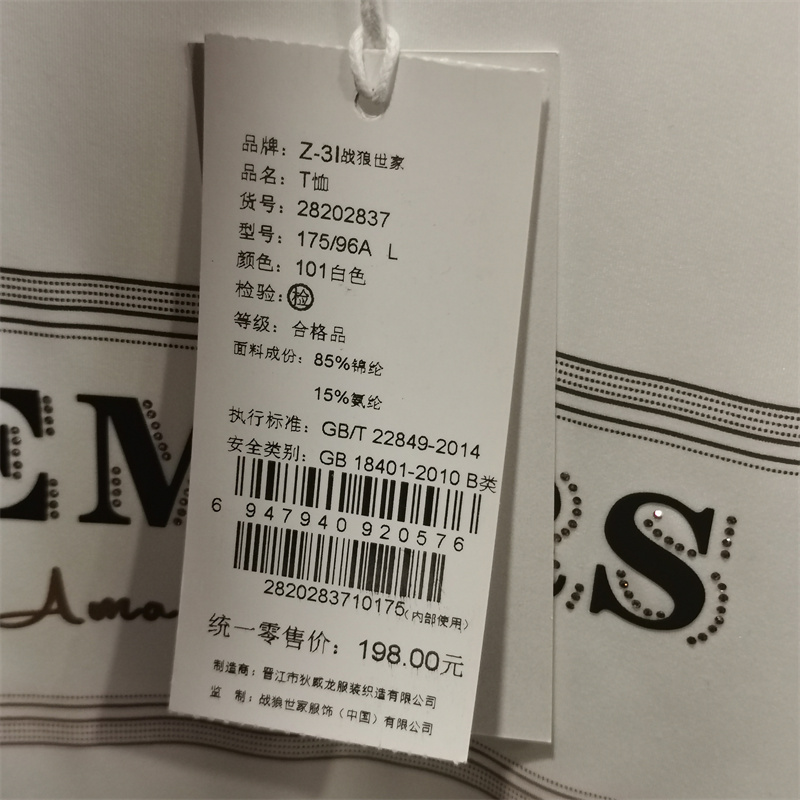 品牌：Z-3I战狼世家
品名：T恤
货号：28202837
型号：175/96A L
颜色：101白色
检验：检
等级：合格品
面料成份：85%锦纶
15%氨纶
执行标准：GB/T 22849-2014
安全类别：GB 18401-2010 B类
6 947940 920576
2820283710175(内部使用)
统一零售价：198.00元
制造商：晋江市狄威龙服装织造有限公司
监 制：战狼世家服饰（中国）有限公司
EM
RS
Ama